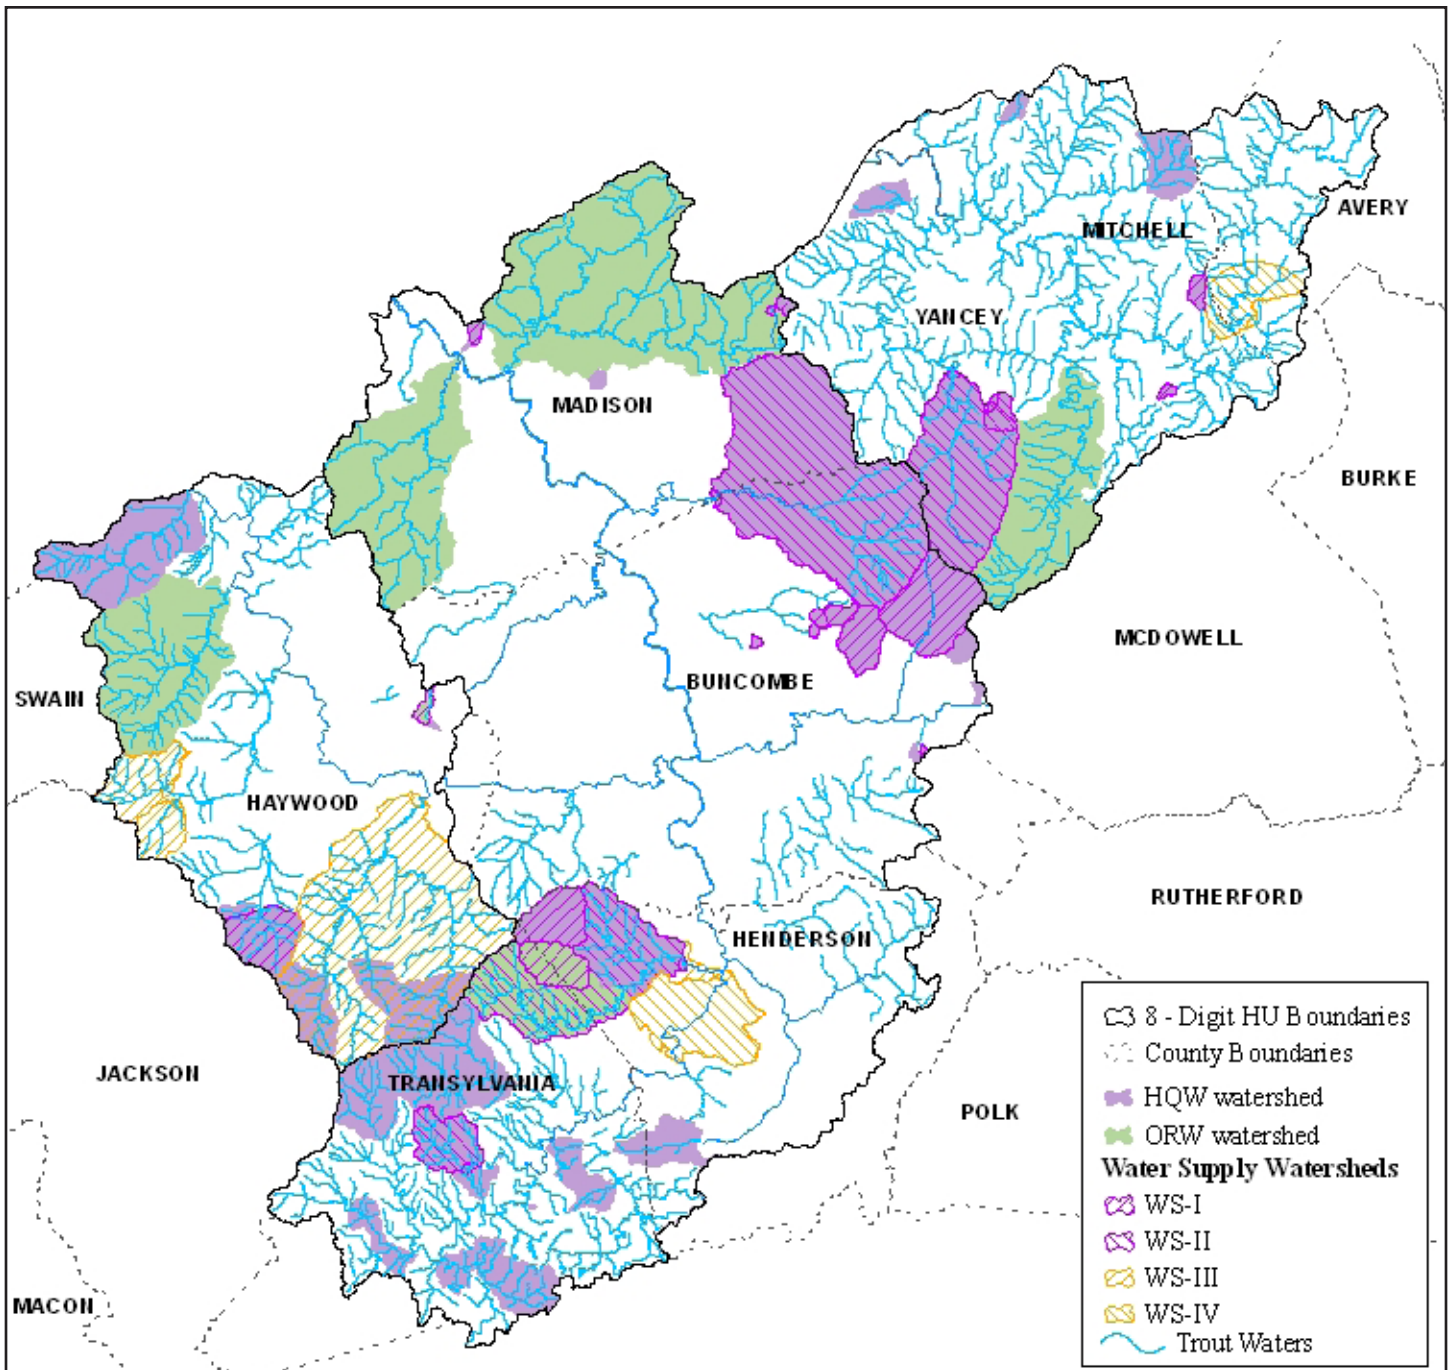 AVERY
MITCHELL
YANCEY
MADISON
BURKE
MCDOWELL
BUNCOMBE
SWAIN
HAYWOOD
RUTHERFORD
HENDERSON
JACKSON
TRANSYLVANIA
POLK
MACON
8 - Digit HU Boundaries
County Boundaries
HQW watershed
ORW watershed
Water Supply Watersheds
WS-I
WS-II
WS-III
WS-IV
Trout Waters